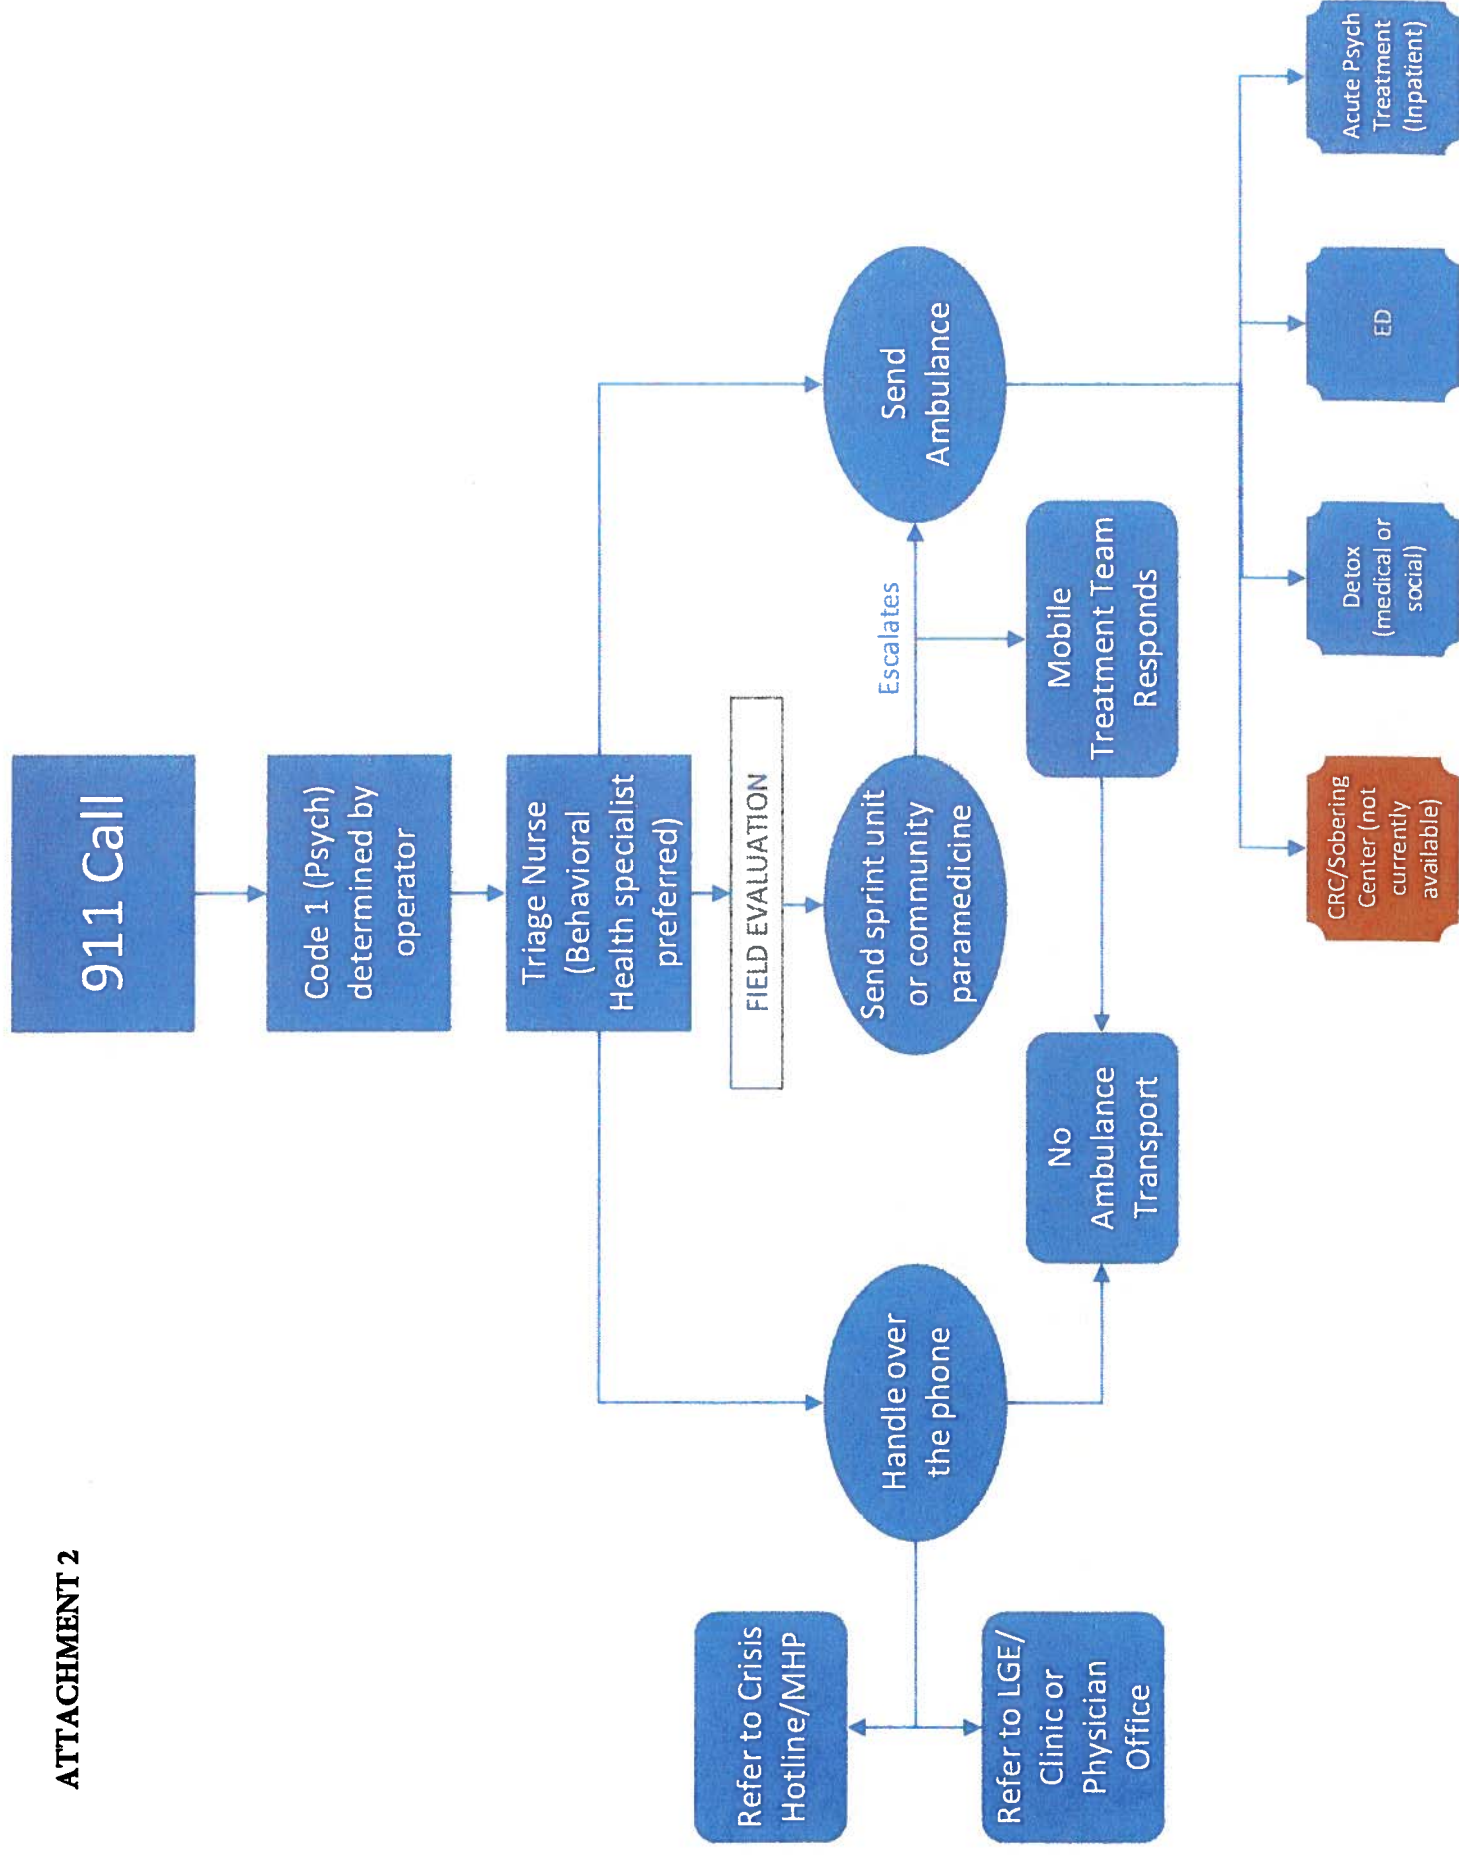 ATTACHMENT 2
911 Call
Code 1 (Psych)
determined by
operator
Triage Nurse
(Behavioral
Health specialist
preferred)
FIELD EVALUATION
Handle over
the phone
Send sprint unit
or community
paramedicine
Escalates
Send
Ambulance
Refer to Crisis
Hotline/MHP
Refer to LGE/
Clinic or
Physician
Office
No
Ambulance
Transport
Mobile
Treatment Team
Responds
CRC/Sobering
Center (not
currently
available)
Detox
(medical or
social)
ED
Acute Psych
Treatment
(Inpatient)